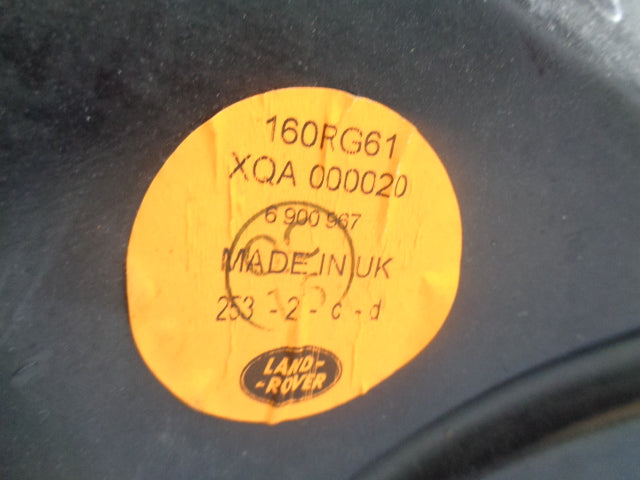 160RG61
XQA 000020
6 900 967
MADE IN UK
253 - 2 - c - d
LAND-
-ROVER